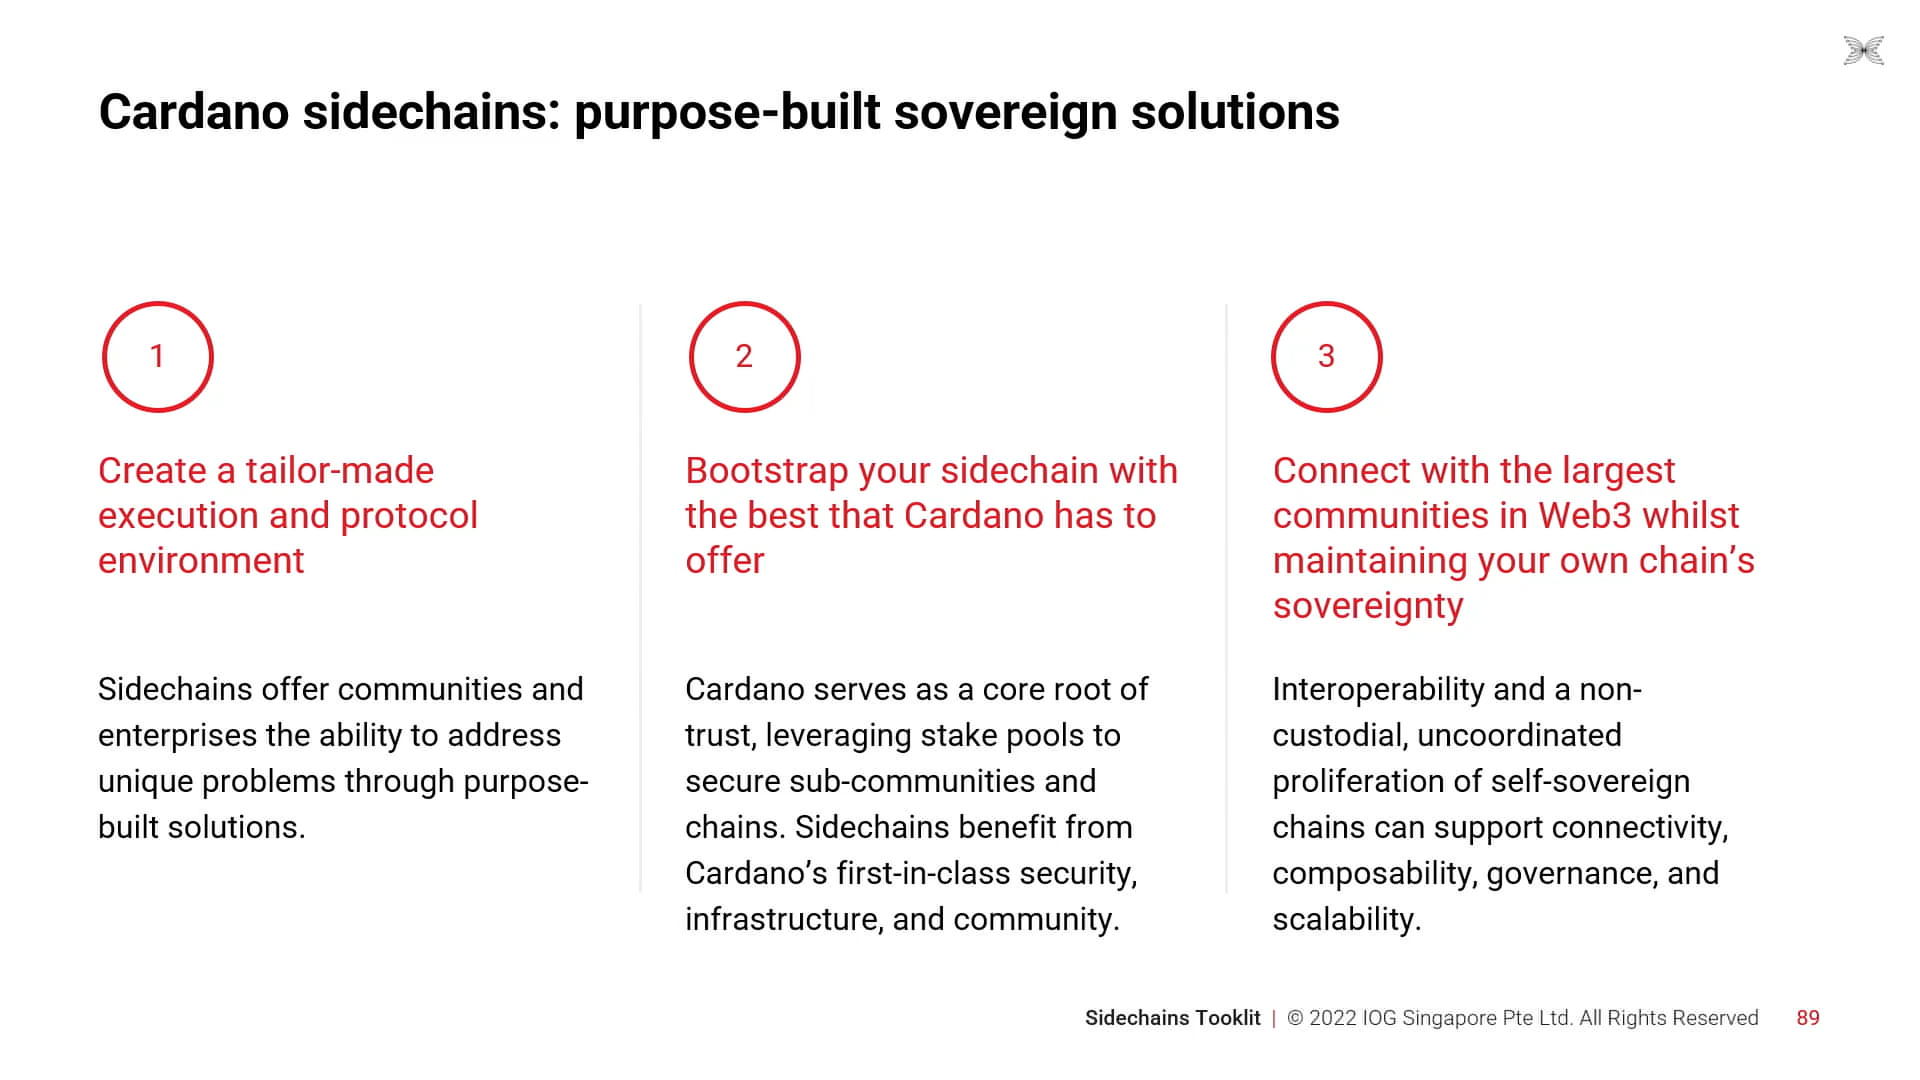 Cardano sidechains: purpose-built sovereign solutions
1
Create a tailor-made
execution and protocol
environment
Sidechains offer communities and
enterprises the ability to address
unique problems through purpose-
built solutions.
2
Bootstrap your sidechain with
the best that Cardano has to
offer
Cardano serves as a core root of
trust, leveraging stake pools to
secure sub-communities and
chains. Sidechains benefit from
Cardano’s first-in-class security,
infrastructure, and community.
3
Connect with the largest
communities in Web3 whilst
maintaining your own chain’s
sovereignty
Interoperability and a non-
custodial, uncoordinated
proliferation of self-sovereign
chains can support connectivity,
composability, governance, and
scalability.
Sidechains Tooklit | © 2022 IOG Singapore Pte Ltd. All Rights Reserved 89